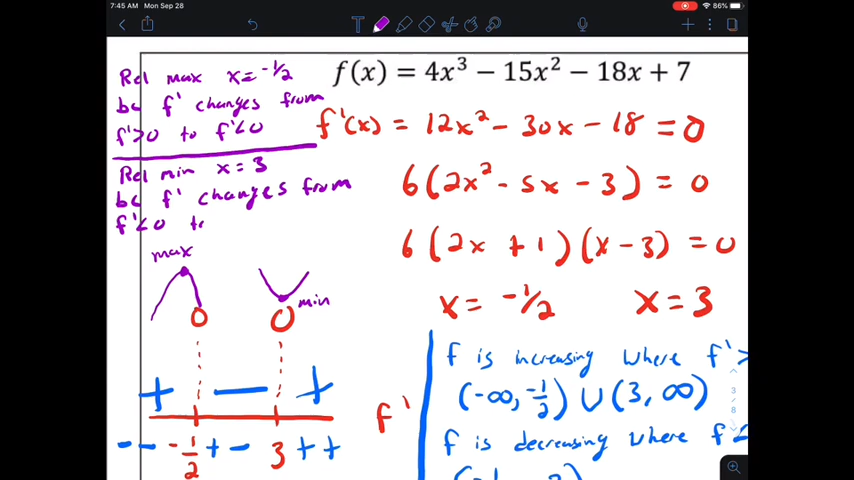 7:45 AM Mon Sep 28
86%
T
Rel max x = -1/2
bc f' changes from
f'>0 to f'<0
Rel min x = 3
bc f' changes from
f'<0 to
f(x) = 4x³ − 15x² − 18x + 7
f'(x) = 12x² - 30x - 18 = 0
6(2x² - 5x - 3) = 0
6(2x + 1)(x - 3) = 0
x = -1/2 x = 3
max
min
0 0
+ — +
f'
- - -1/2 + - 3 + +
f is increasing where f'>
(-∞, -1/2) ∪ (3, ∞)
f is decreasing where f'<
3
/
8